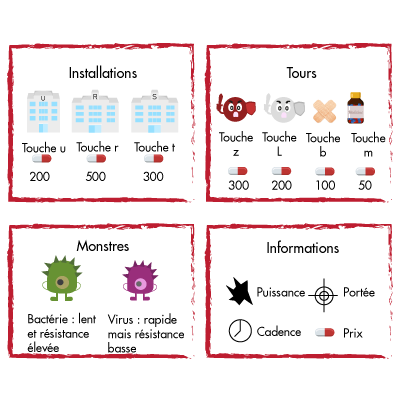 Installations
U R S
Touche u Touche r Touche t
200 500 300
Tours
Touche Touche Touche Touche
z L b m
300 200 100 50
Monstres
Bactérie : lent
et résistance
élevée
Virus : rapide
mais résistance
basse
Informations
Puissance Portée
Cadence Prix